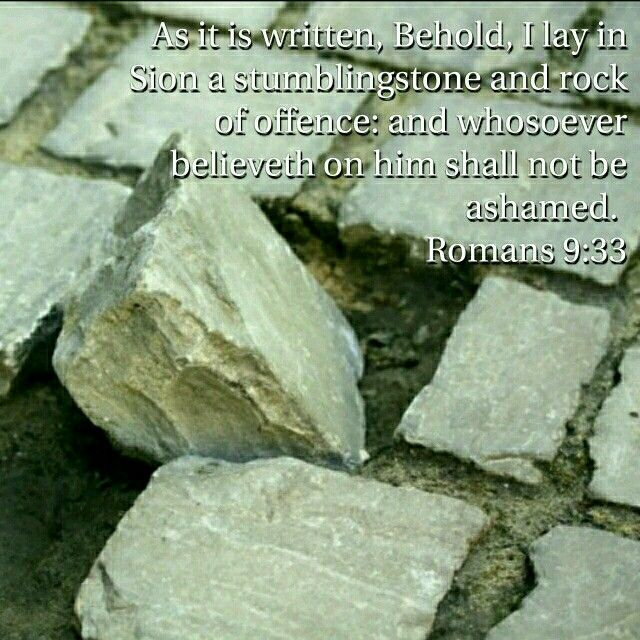 As it is written, Behold, I lay in
Sion a stumblingstone and rock
of offence: and whosoever
believeth on him shall not be
ashamed.
Romans 9:33